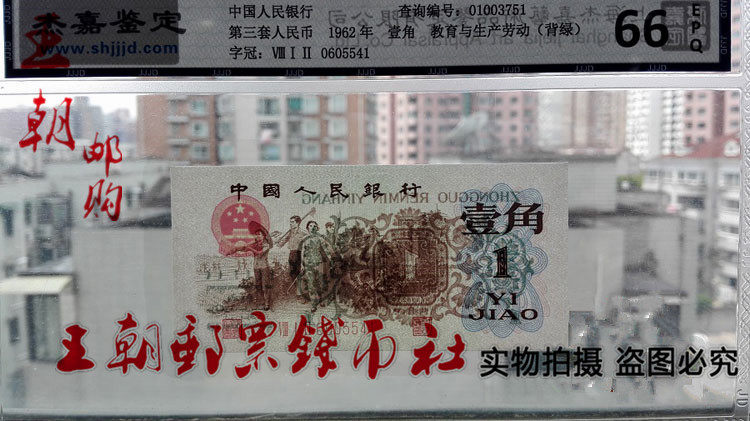 杰嘉鉴定
www.shjjjd.com
中国人民银行 查询编号: 01003751
第三套人民币 1962年 壹角 教育与生产劳动（背绿）
字冠: VIII I II 0605541
66
EPQ
王朝
邮购
中國人民銀行
ZHONGGUO RENMIN YINHANG
壹角
1
YI
JIAO
王朝郵票錢币社
实物拍摄 盗图必究